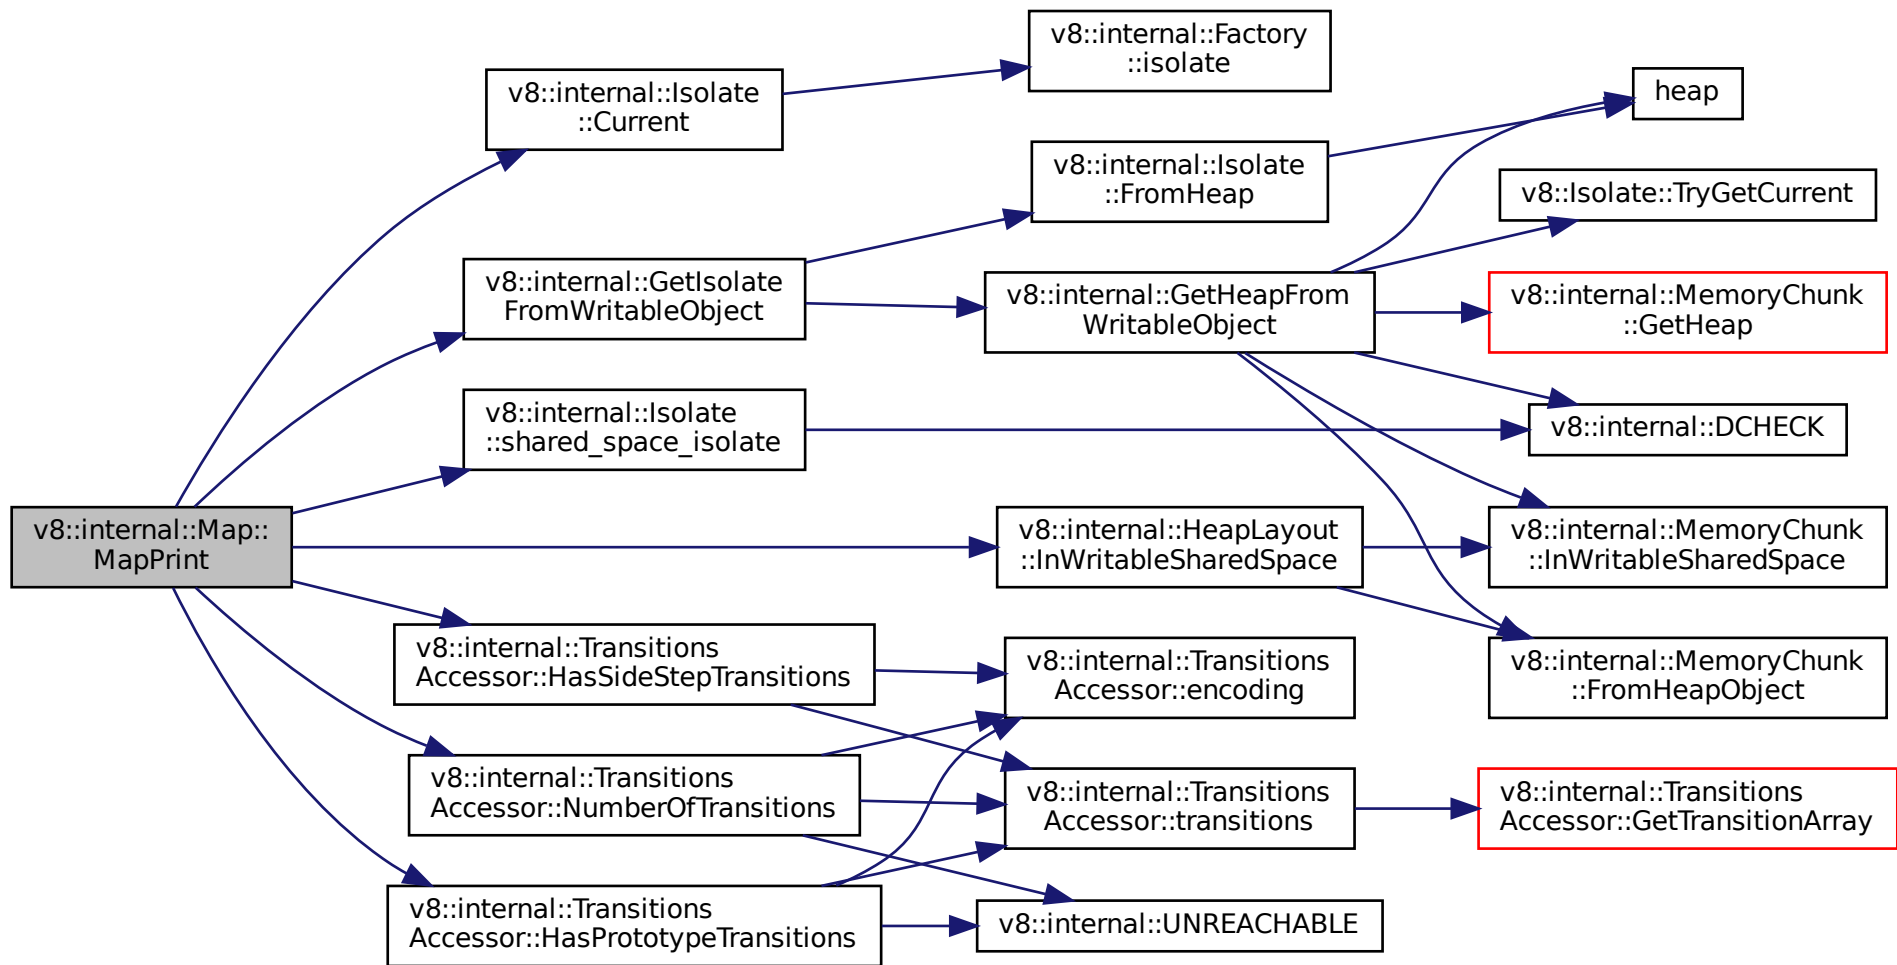 v8::internal::Map::
MapPrint
v8::internal::Isolate
::Current
v8::internal::GetIsolate
FromWritableObject
v8::internal::Isolate
::shared_space_isolate
v8::internal::Transitions
Accessor::HasSideStepTransitions
v8::internal::Transitions
Accessor::NumberOfTransitions
v8::internal::Transitions
Accessor::HasPrototypeTransitions
v8::internal::Factory
::isolate
v8::internal::Isolate
::FromHeap
v8::internal::GetHeapFrom
WritableObject
v8::internal::HeapLayout
::InWritableSharedSpace
v8::internal::Transitions
Accessor::encoding
v8::internal::Transitions
Accessor::transitions
v8::internal::UNREACHABLE
heap
v8::Isolate::TryGetCurrent
v8::internal::MemoryChunk
::GetHeap
v8::internal::DCHECK
v8::internal::MemoryChunk
::InWritableSharedSpace
v8::internal::MemoryChunk
::FromHeapObject
v8::internal::Transitions
Accessor::GetTransitionArray